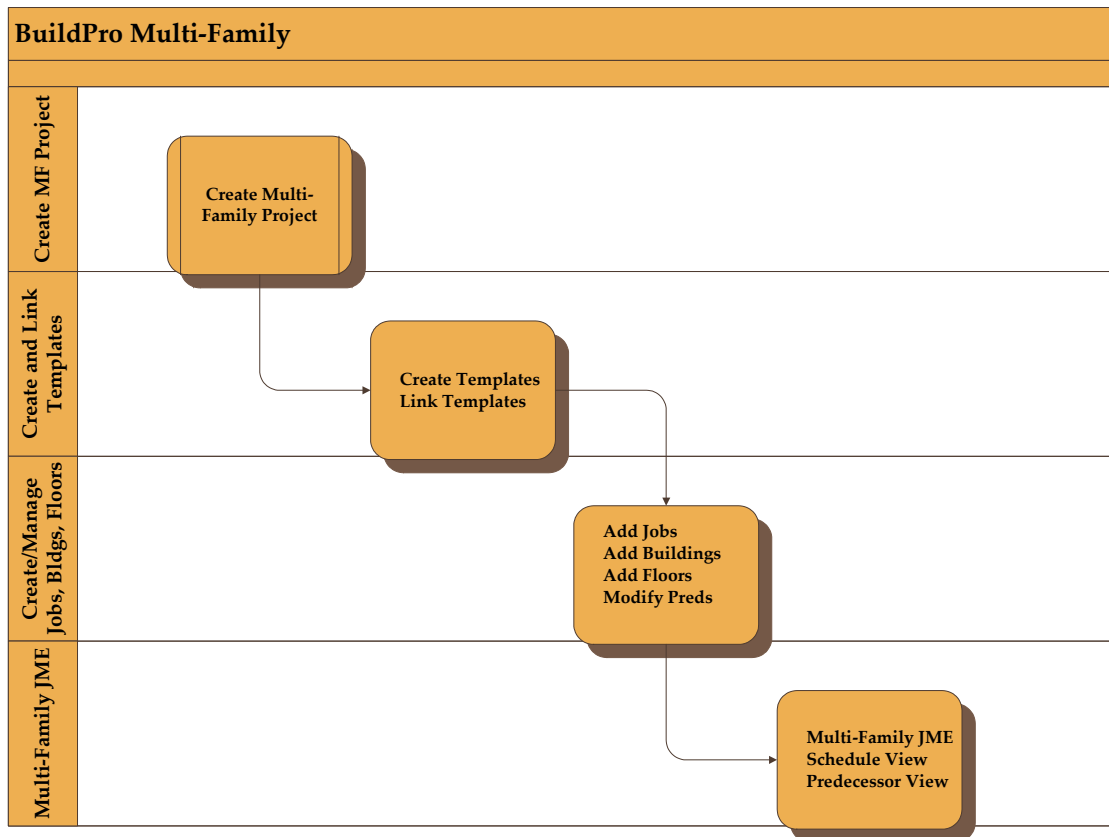 BuildPro Multi-Family
Create MF Project
Create Multi-
Family Project
Create and Link
Templates
Create Templates
Link Templates
Create/Manage
Jobs, Bldgs, Floors
Add Jobs
Add Buildings
Add Floors
Modify Preds
Multi-Family JME
Multi-Family JME
Schedule View
Predecessor View